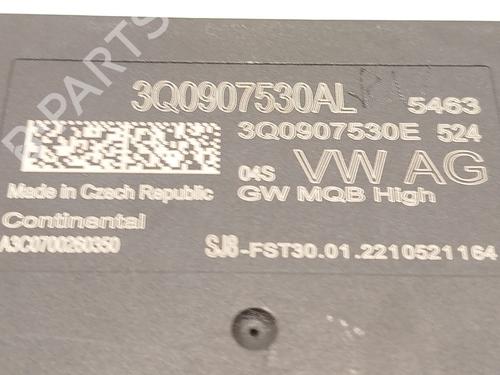 3Q0907530AL 5463
3Q0907530E 524
04S VW AG
Made in Czech Republic GW MQB High
Continental
A3C0700260350 SJ8-FST30.01.2210521164
B-PARTS